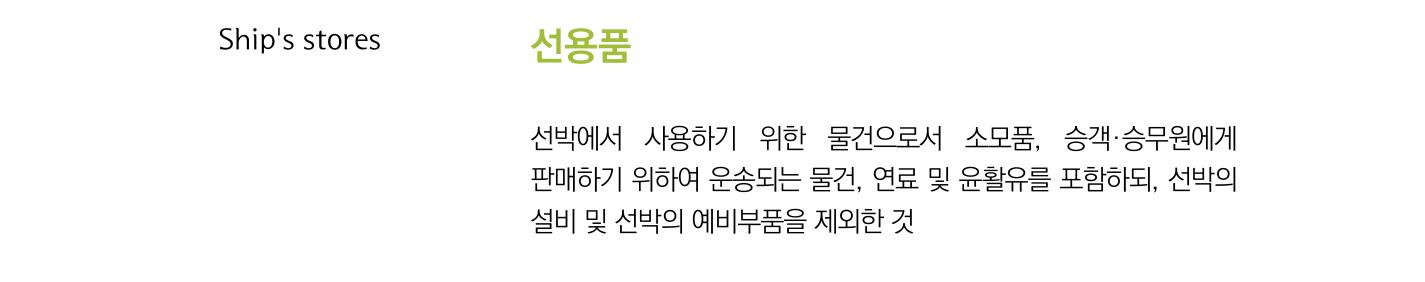 Ship's stores
선용품
선박에서 사용하기 위한 물건으로서 소모품, 승객·승무원에게
판매하기 위하여 운송되는 물건, 연료 및 윤활유를 포함하되, 선박의
설비 및 선박의 예비부품을 제외한 것